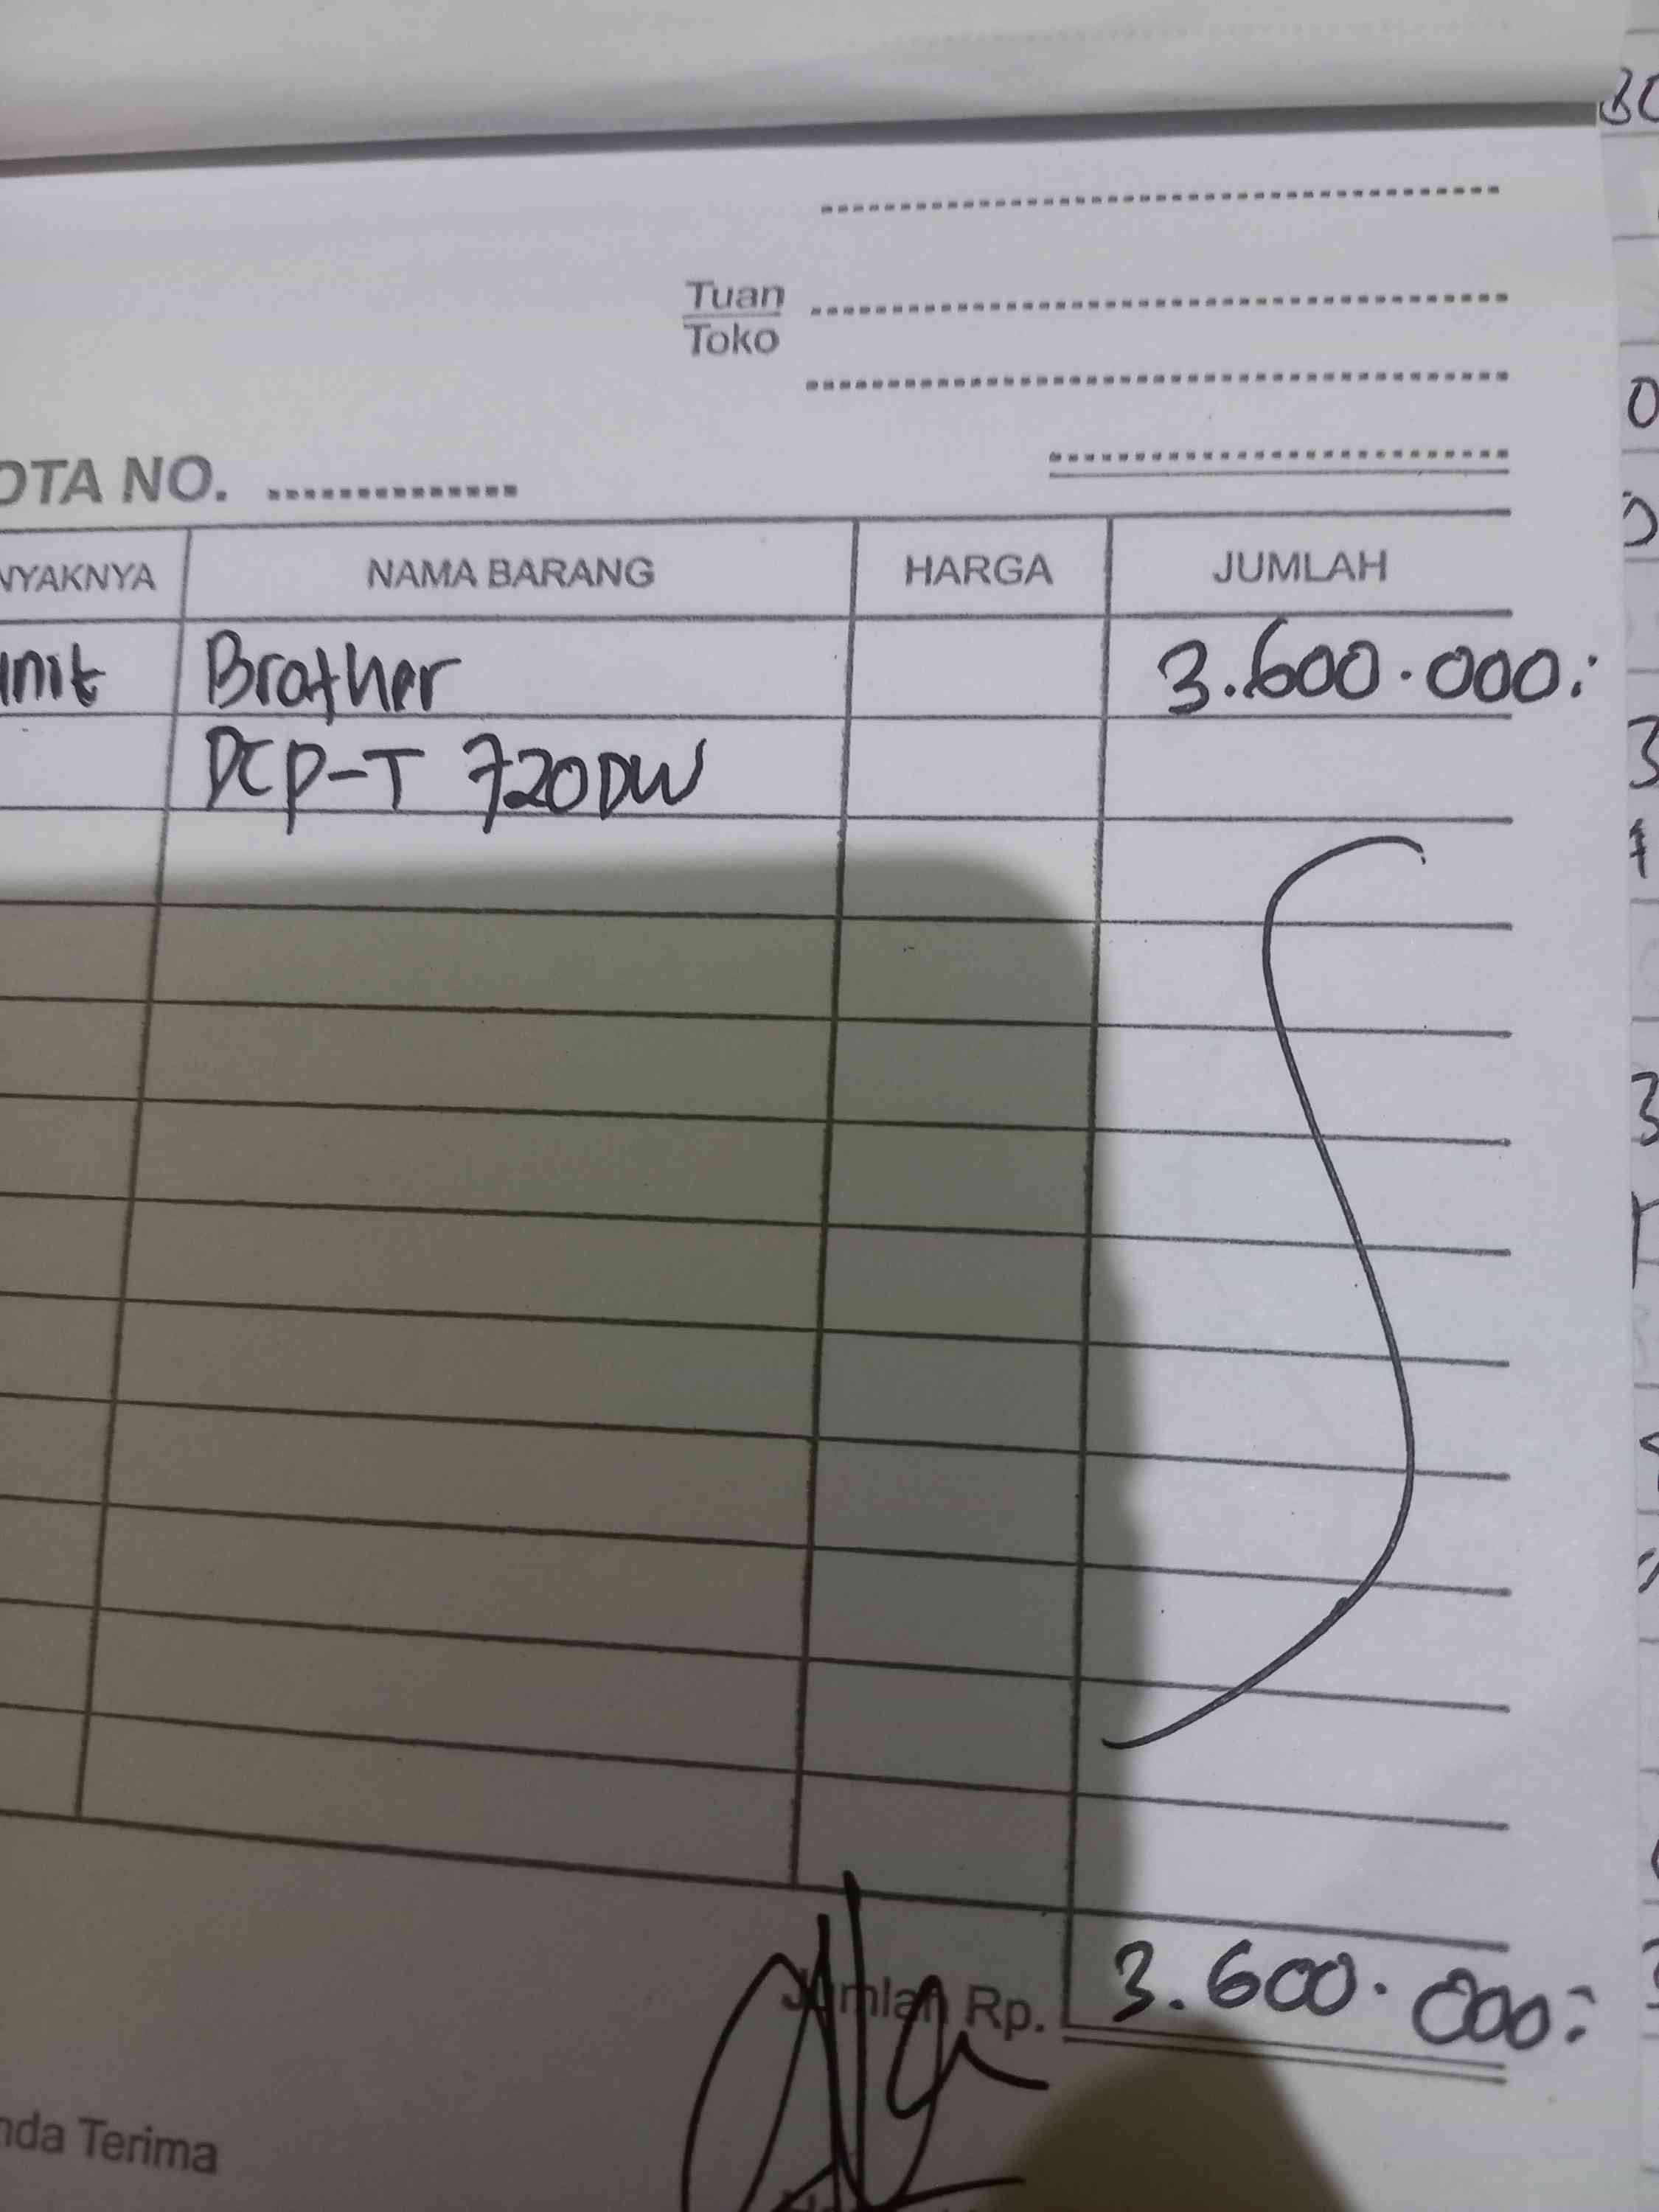 Tuan
Toko
OTA NO. ..............
NYAKNYA NAMA BARANG HARGA JUMLAH
unit Brother 3.600.000:
DCP-T 720DW
Jumlah Rp. 3.600.000:
nda Terima